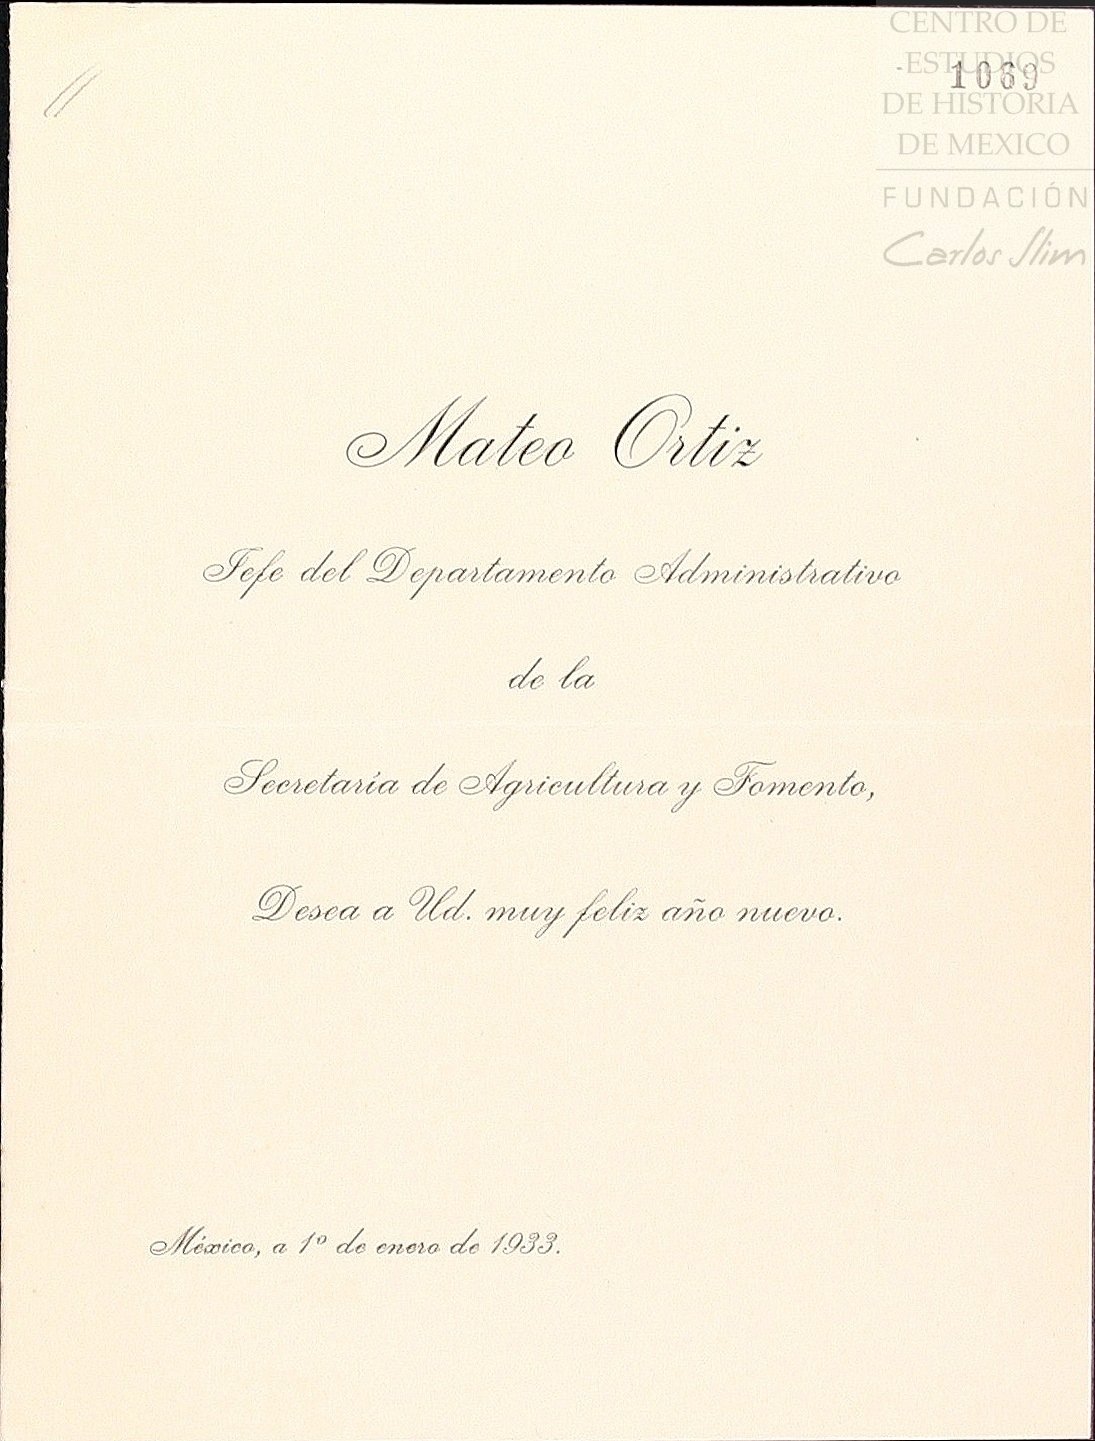 CENTRO DE
ESTUDIOS
1069
DE HISTORIA
DE MEXICO
FUNDACIÓN
Carlos Slim
Mateo Ortiz
Jefe del Departamento Administrativo
de la
Secretaría de Agricultura y Fomento,
Desea a Ud. muy feliz año nuevo.
México, a 1º de enero de 1933.